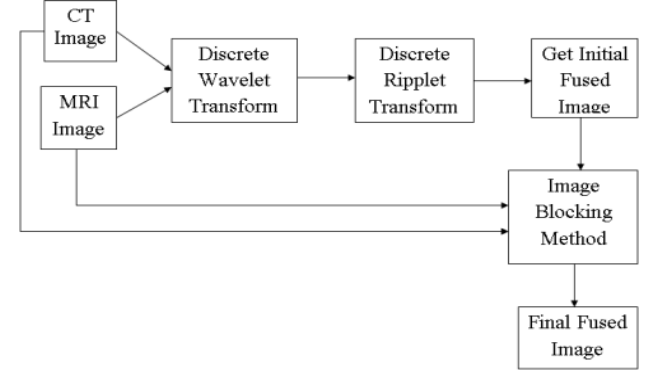 CT
Image
MRI
Image
Discrete
Wavelet
Transform
Discrete
Ripplet
Transform
Get Initial
Fused
Image
Image
Blocking
Method
Final Fused
Image